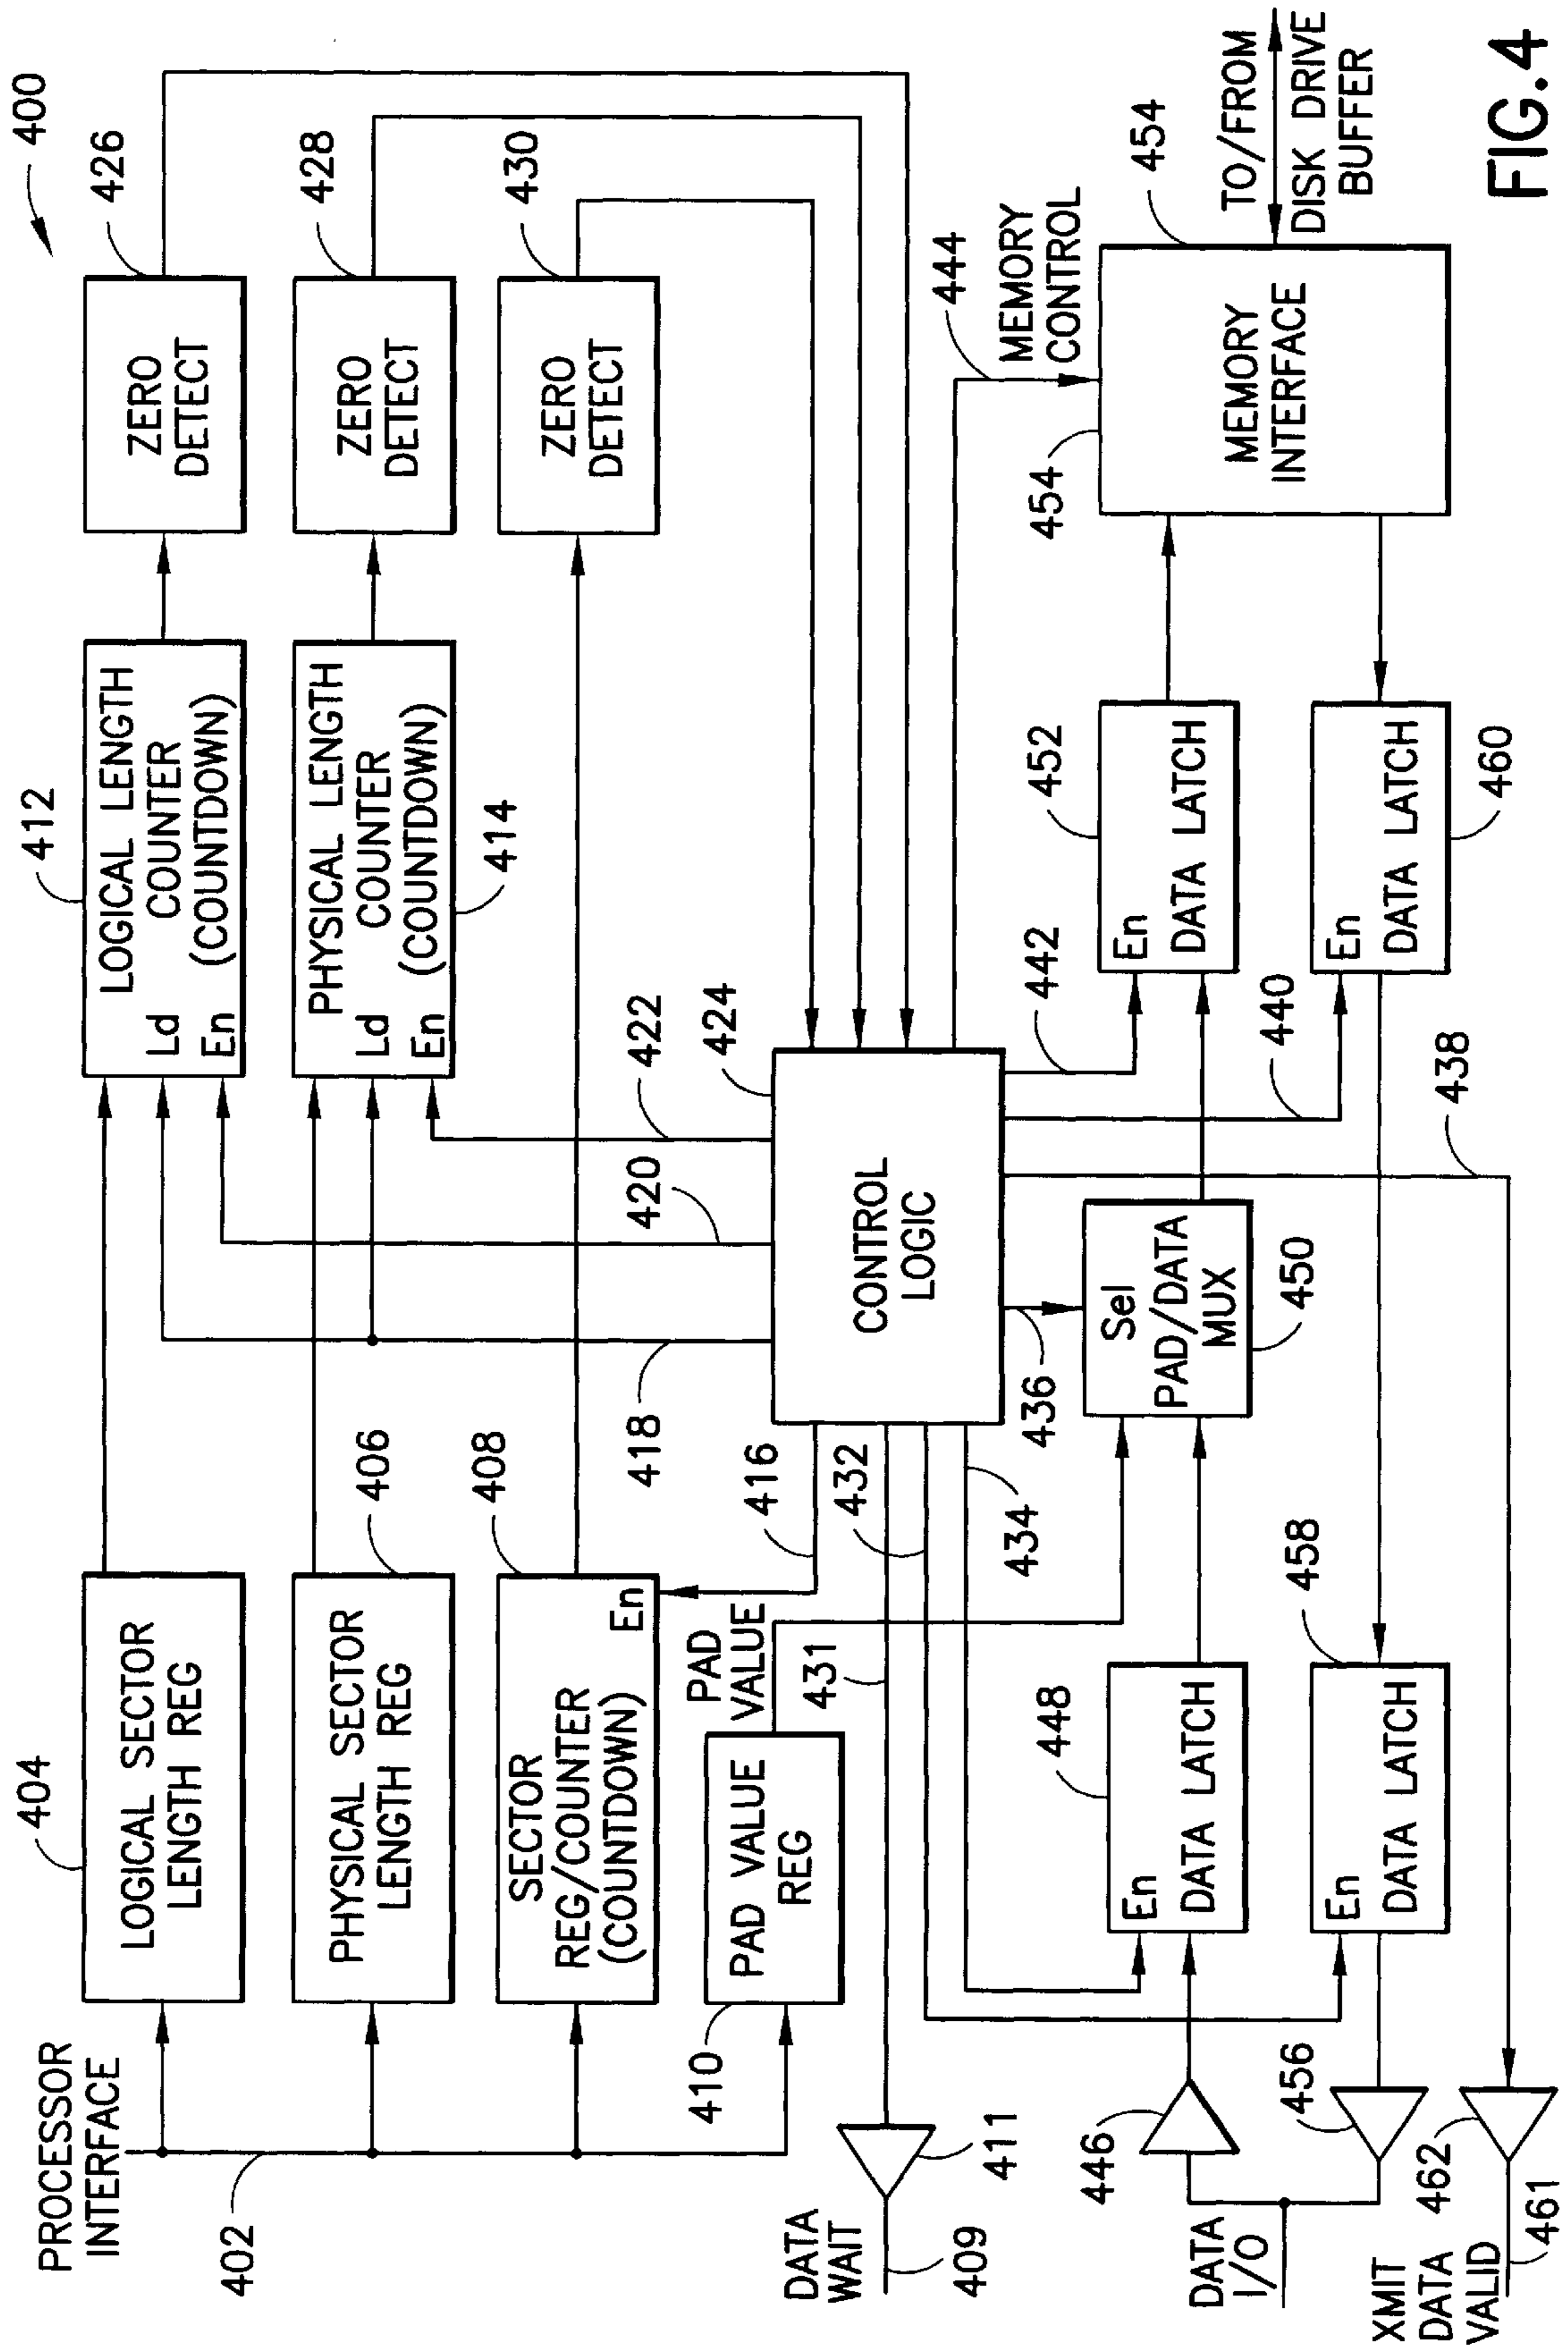 400
PROCESSOR
INTERFACE
402
404
LOGICAL SECTOR
LENGTH REG
412
LOGICAL LENGTH
COUNTER
(COUNTDOWN)
Ld
En
ZERO
DETECT
426
PHYSICAL SECTOR
LENGTH REG
406
PHYSICAL LENGTH
COUNTER
(COUNTDOWN)
Ld
En
414
ZERO
DETECT
428
SECTOR
REG/COUNTER
(COUNTDOWN)
En
408
ZERO
DETECT
430
418
420
422
424
410
PAD VALUE
REG
PAD
VALUE
416
CONTROL
LOGIC
DATA
WAIT
409
411
431
432
434
436
442
440
438
444
MEMORY
CONTROL
446
448
En
DATA LATCH
Sel
PAD/DATA
MUX
450
452
En
DATA LATCH
454
MEMORY
INTERFACE
454
TO/FROM
DISK DRIVE
BUFFER
DATA
I/O
456
458
En
DATA LATCH
En
DATA LATCH
460
XMIT
DATA
VALID
462
461
FIG.4